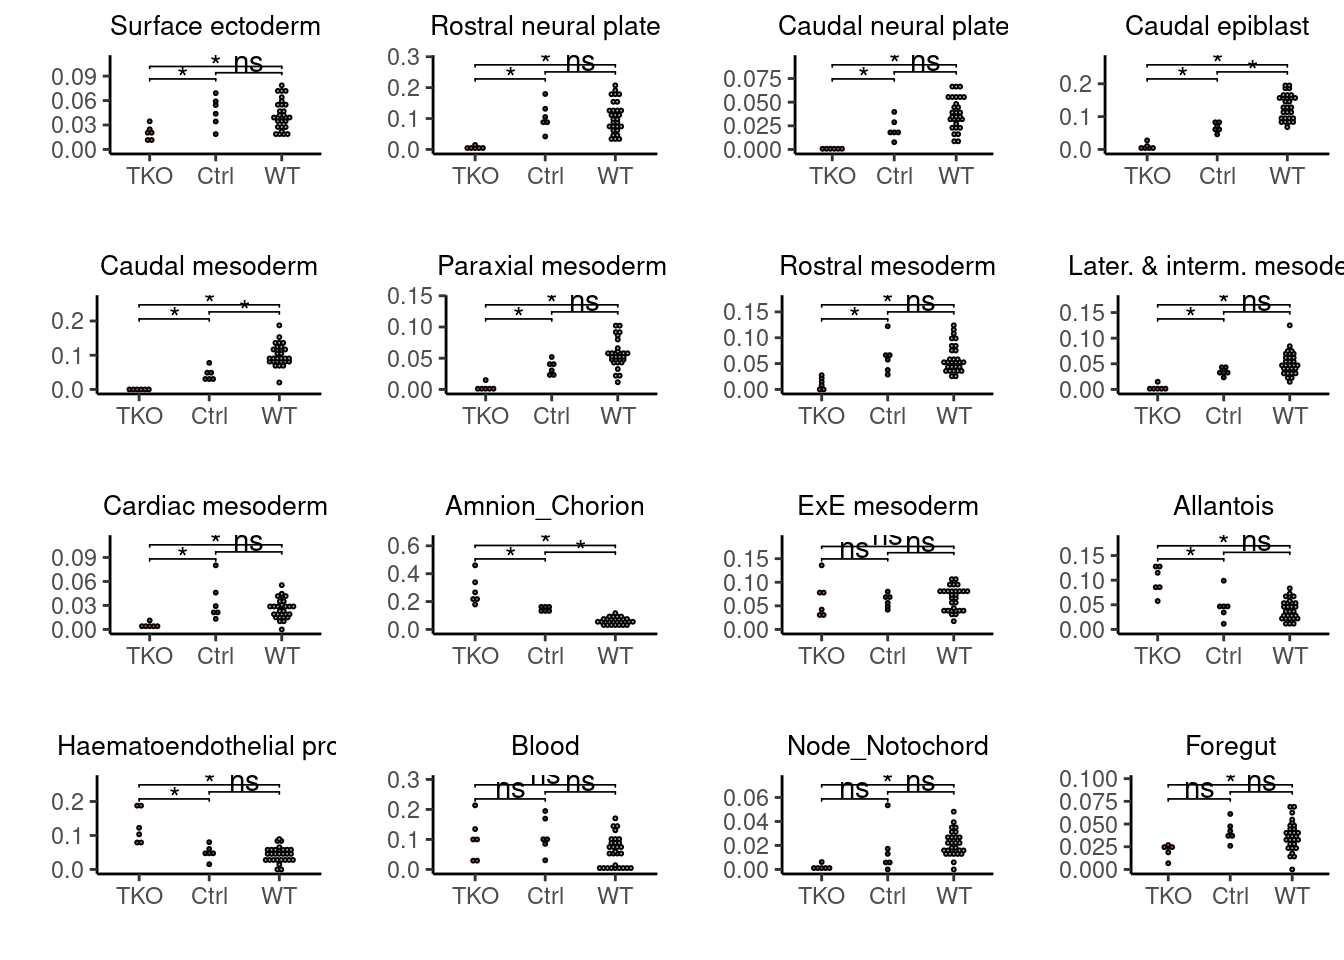 Surface ectoderm
* * ns
0.09
0.06
0.03
0.00
TKO Ctrl WT
Rostral neural plate
* * ns
0.3
0.2
0.1
0.0
TKO Ctrl WT
Caudal neural plate
* * ns
0.075
0.050
0.025
0.000
TKO Ctrl WT
Caudal epiblast
* * *
0.2
0.1
0.0
TKO Ctrl WT
Caudal mesoderm
* * *
0.2
0.1
0.0
TKO Ctrl WT
Paraxial mesoderm
* * ns
0.15
0.10
0.05
0.00
TKO Ctrl WT
Rostral mesoderm
* * ns
0.15
0.10
0.05
0.00
TKO Ctrl WT
Later. & interm. mesode
* * ns
0.15
0.10
0.05
0.00
TKO Ctrl WT
Cardiac mesoderm
* * ns
0.09
0.06
0.03
0.00
TKO Ctrl WT
Amnion_Chorion
* * *
0.6
0.4
0.2
0.0
TKO Ctrl WT
ExE mesoderm
ns ns ns
0.15
0.10
0.05
0.00
TKO Ctrl WT
Allantois
* * ns
0.15
0.10
0.05
0.00
TKO Ctrl WT
Haematoendothelial pro
* * ns
0.2
0.1
0.0
TKO Ctrl WT
Blood
ns ns ns
0.3
0.2
0.1
0.0
TKO Ctrl WT
Node_Notochord
ns * ns
0.06
0.04
0.02
0.00
TKO Ctrl WT
Foregut
ns * ns
0.100
0.075
0.050
0.025
0.000
TKO Ctrl WT